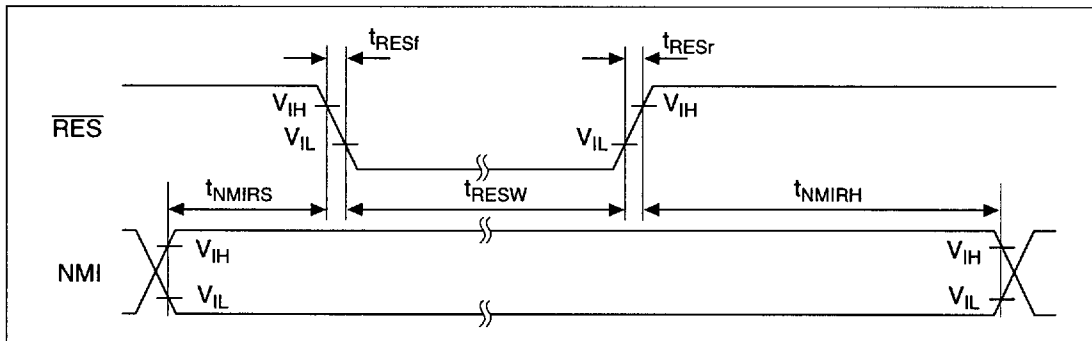 tRESf tRESr
VIH VIH
RES
VIL VIL
tNMIRS tRESW tNMIRH
VIH VIH
NMI
VIL VIL